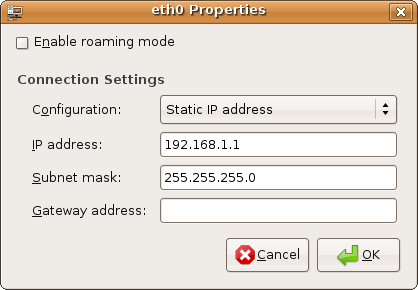 eth0 Properties
Enable roaming mode
Connection Settings
Configuration: Static IP address
IP address: 192.168.1.1
Subnet mask: 255.255.255.0
Gateway address:
Cancel OK